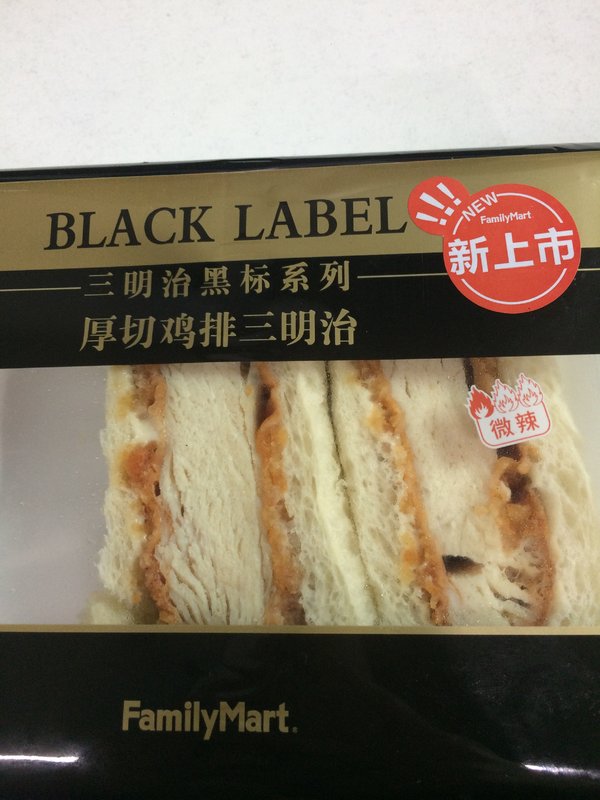 BLACK LABEL
!!!
NEW
FamilyMart
新上市
三明治黑标系列
厚切鸡排三明治
微辣
FamilyMart